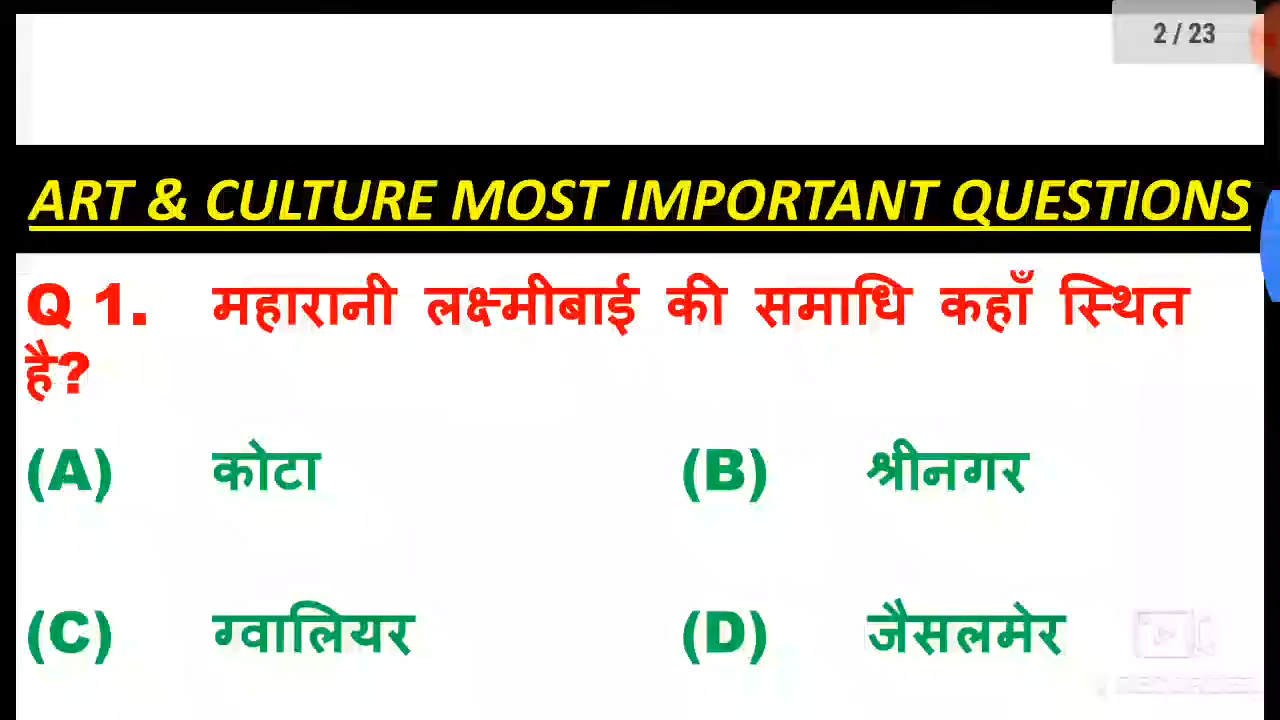 2 / 23
ART & CULTURE MOST IMPORTANT QUESTIONS
Q 1. महारानी लक्ष्मीबाई की समाधि कहाँ स्थित
है?
(A) कोटा (B) श्रीनगर
(C) ग्वालियर (D) जैसलमेर